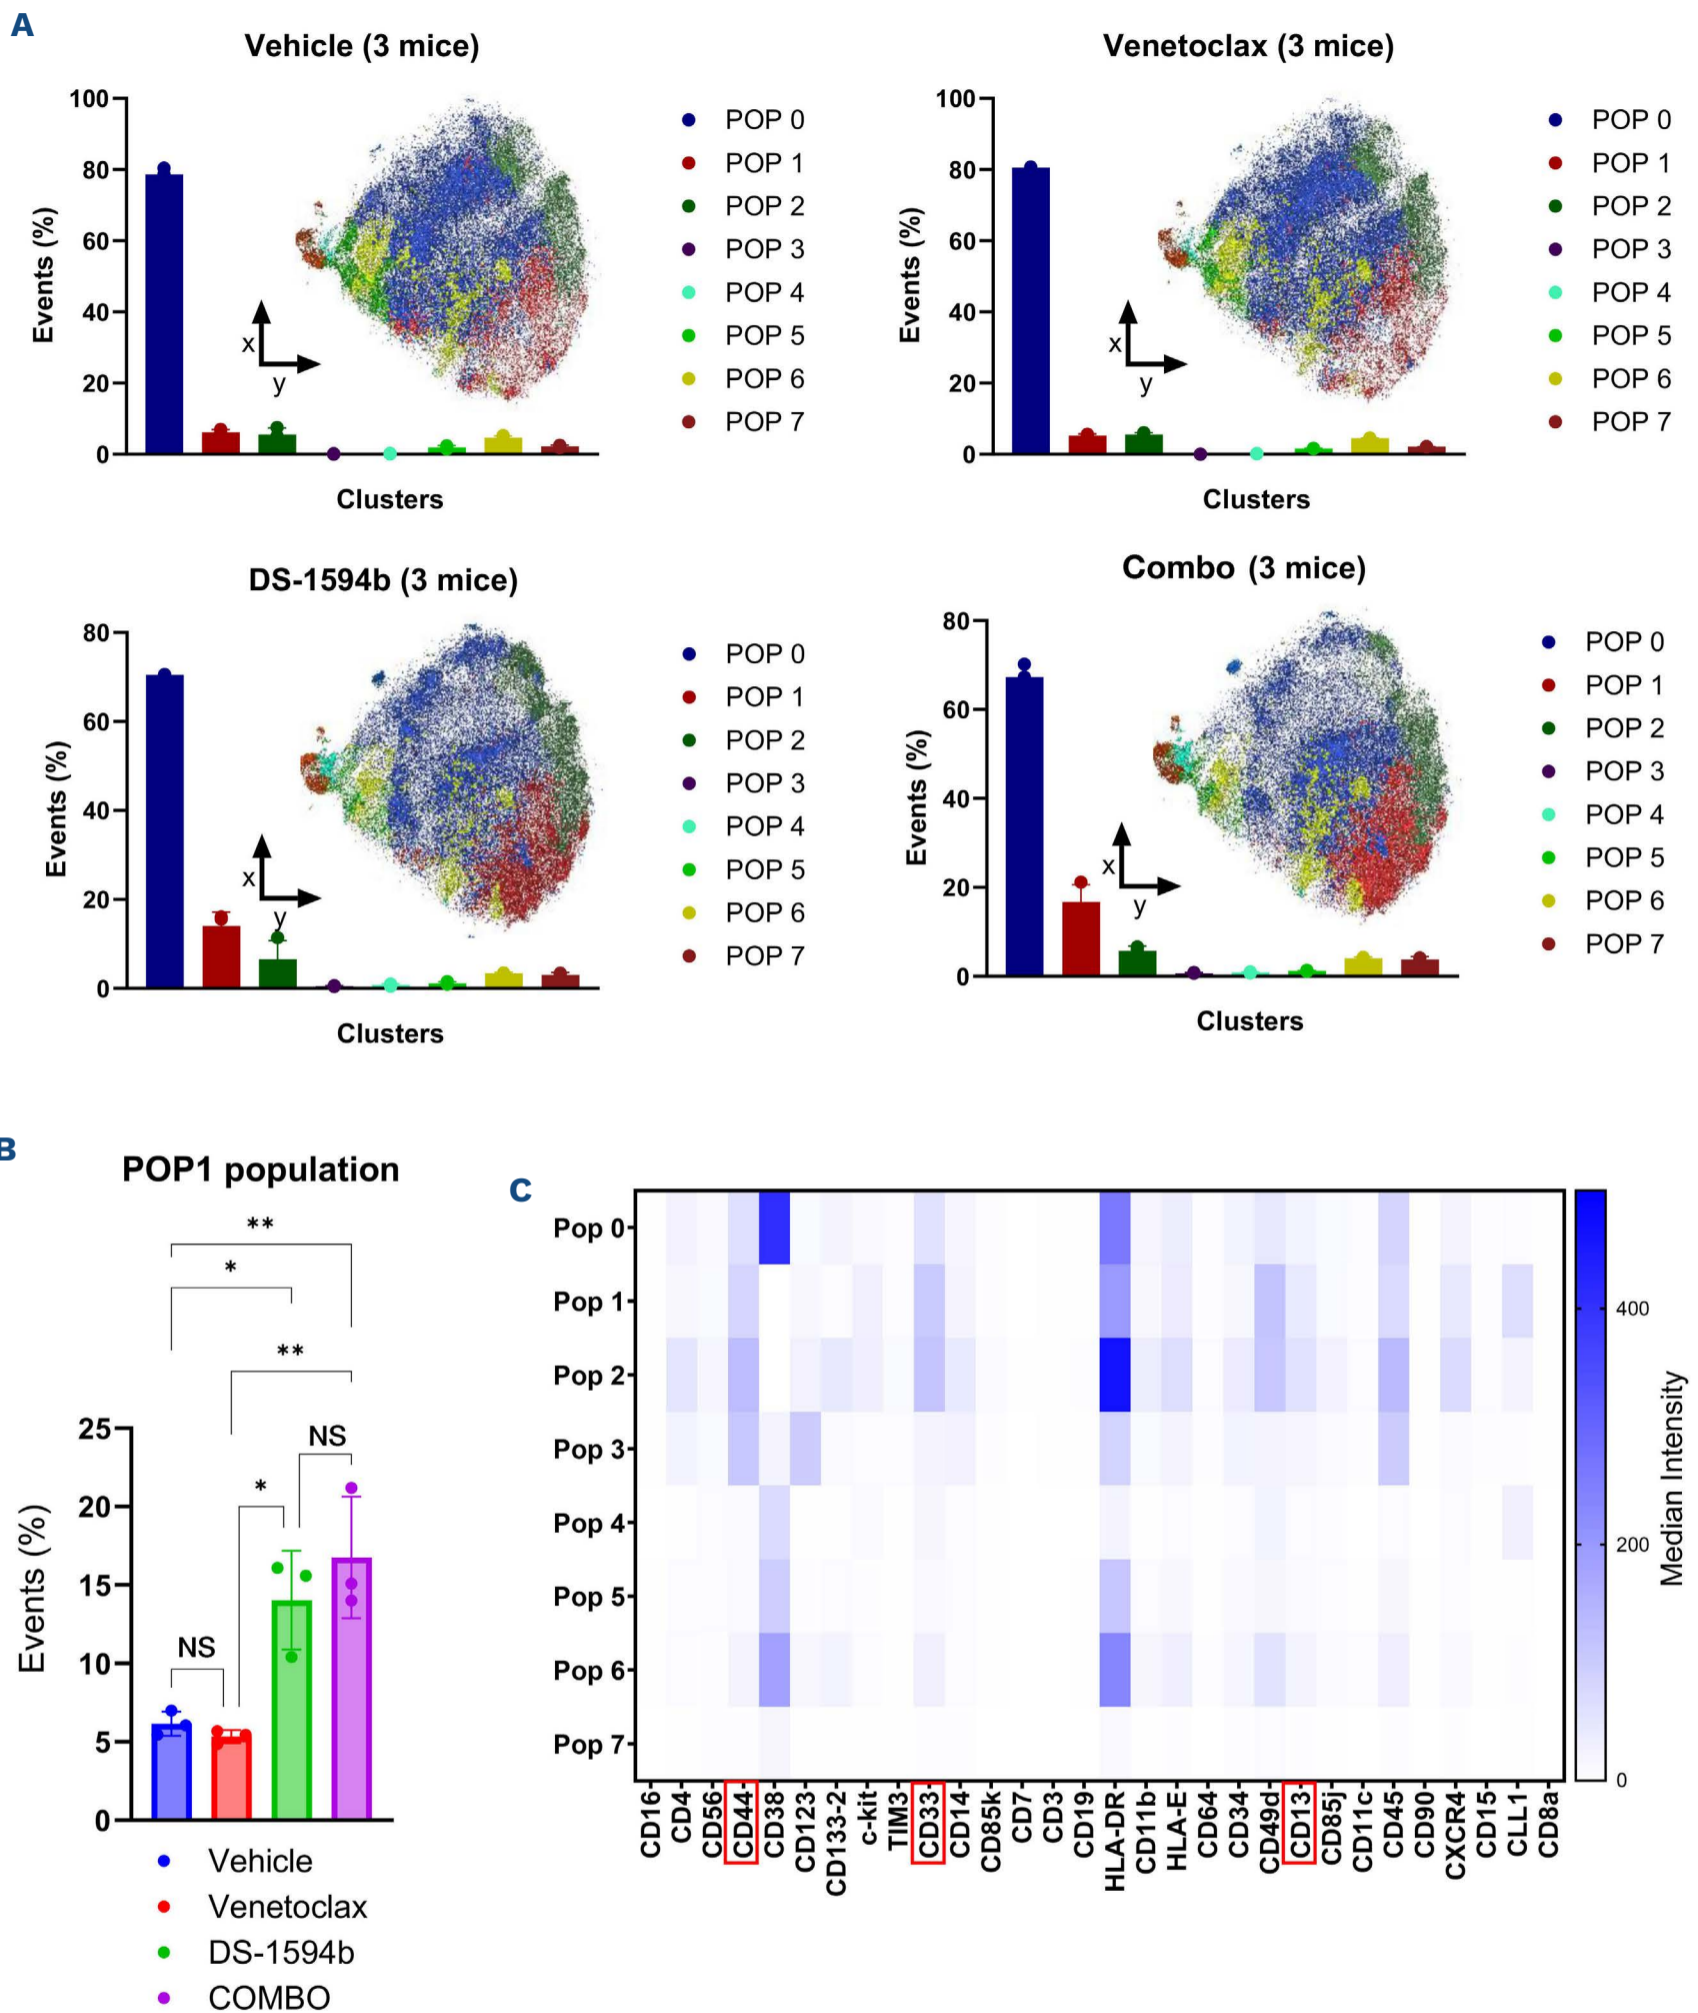 A
Vehicle (3 mice)
Events (%)
100
80
60
40
20
0
x
y
Clusters
POP 0
POP 1
POP 2
POP 3
POP 4
POP 5
POP 6
POP 7
Venetoclax (3 mice)
Events (%)
100
80
60
40
20
0
x
y
Clusters
POP 0
POP 1
POP 2
POP 3
POP 4
POP 5
POP 6
POP 7
DS-1594b (3 mice)
Events (%)
80
60
40
20
0
x
y
Clusters
POP 0
POP 1
POP 2
POP 3
POP 4
POP 5
POP 6
POP 7
Combo (3 mice)
Events (%)
80
60
40
20
0
x
y
Clusters
POP 0
POP 1
POP 2
POP 3
POP 4
POP 5
POP 6
POP 7
B
POP1 population
**
*
**
NS
*
NS
Events (%)
25
20
15
10
5
0
Vehicle
Venetoclax
DS-1594b
COMBO
C
Pop 0
Pop 1
Pop 2
Pop 3
Pop 4
Pop 5
Pop 6
Pop 7
CD16
CD4
CD56
CD44
CD38
CD123
CD133-2
c-kit
TIM3
CD33
CD14
CD85k
CD7
CD3
CD19
HLA-DR
CD11b
HLA-E
CD64
CD34
CD49d
CD13
CD85j
CD11c
CD45
CD90
CXCR4
CD15
CLL1
CD8a
400
200
0
Median Intensity